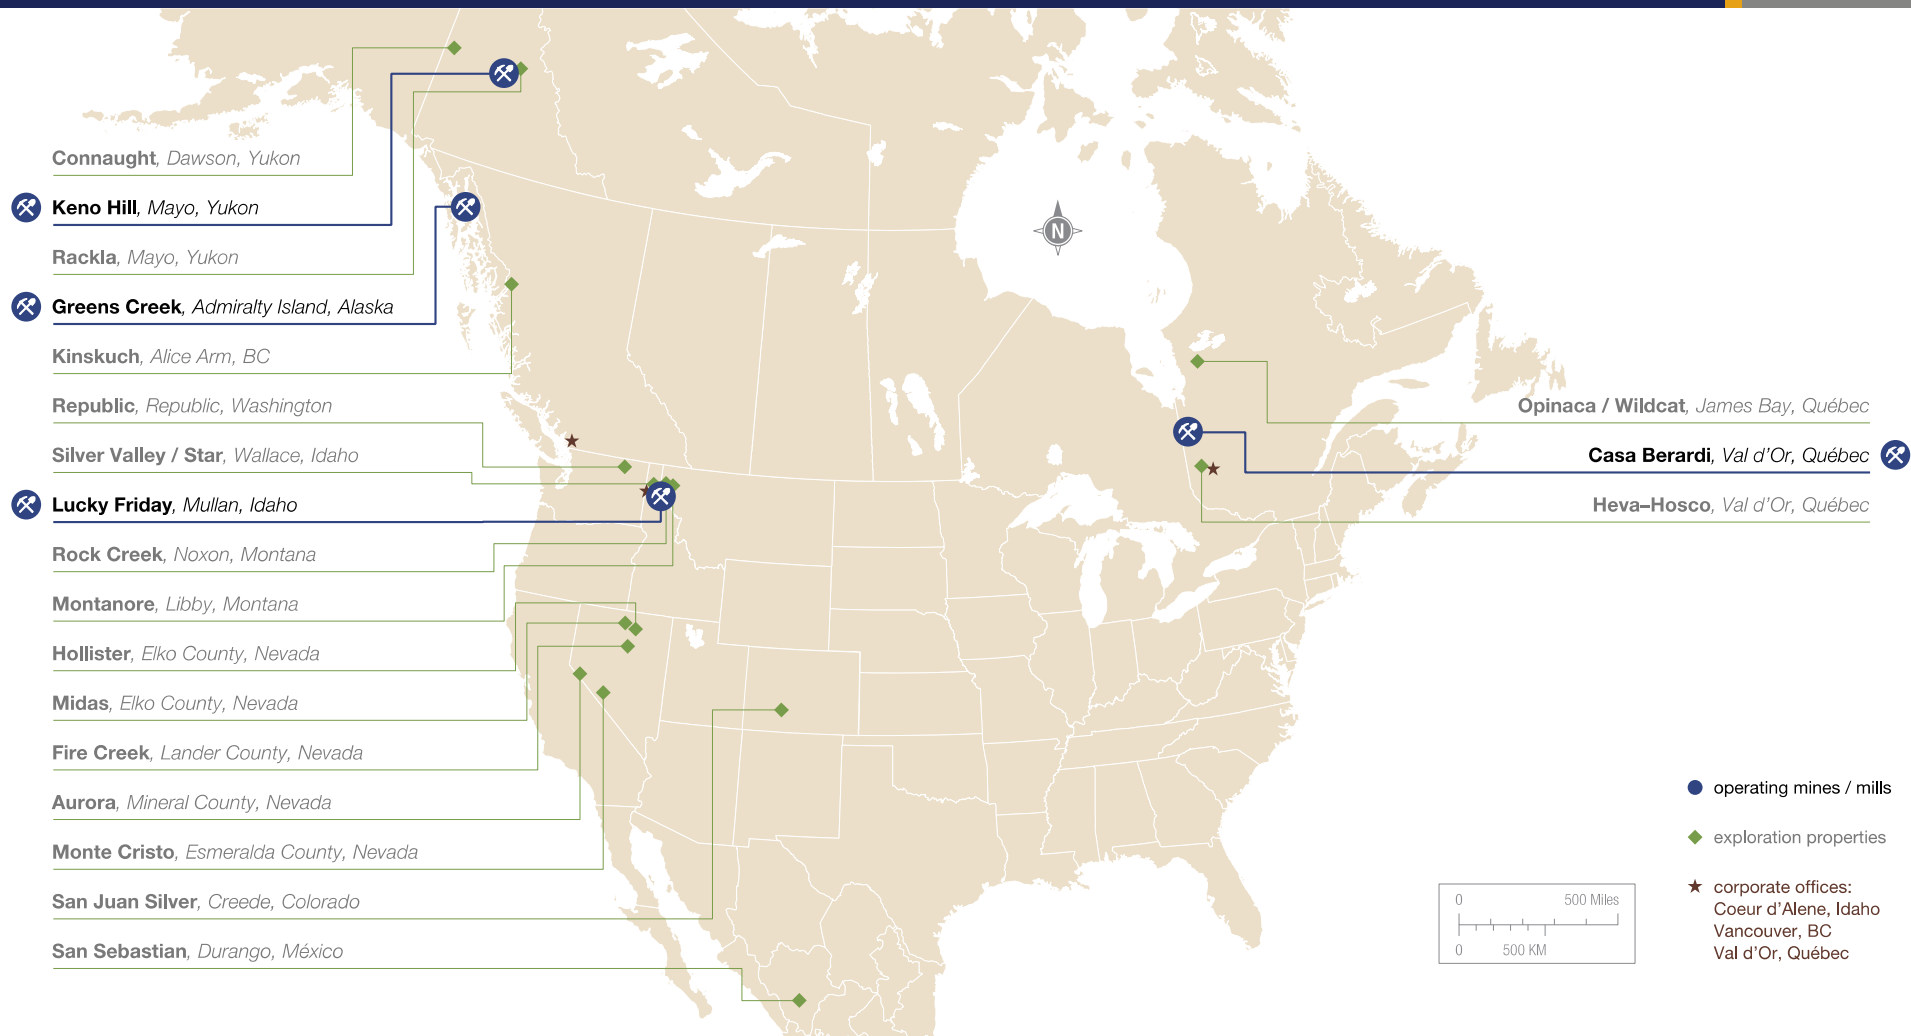 Connaught, Dawson, Yukon
Keno Hill, Mayo, Yukon
Rackla, Mayo, Yukon
Greens Creek, Admiralty Island, Alaska
Kinskuch, Alice Arm, BC
Republic, Republic, Washington
Silver Valley / Star, Wallace, Idaho
Lucky Friday, Mullan, Idaho
Rock Creek, Noxon, Montana
Montanore, Libby, Montana
Hollister, Elko County, Nevada
Midas, Elko County, Nevada
Fire Creek, Lander County, Nevada
Aurora, Mineral County, Nevada
Monte Cristo, Esmeralda County, Nevada
San Juan Silver, Creede, Colorado
San Sebastian, Durango, México
N
Opinaca / Wildcat, James Bay, Québec
Casa Berardi, Val d'Or, Québec
Heva–Hosco, Val d'Or, Québec
operating mines / mills
exploration properties
corporate offices:
Coeur d'Alene, Idaho
Vancouver, BC
Val d'Or, Québec
0 500 Miles
0 500 KM